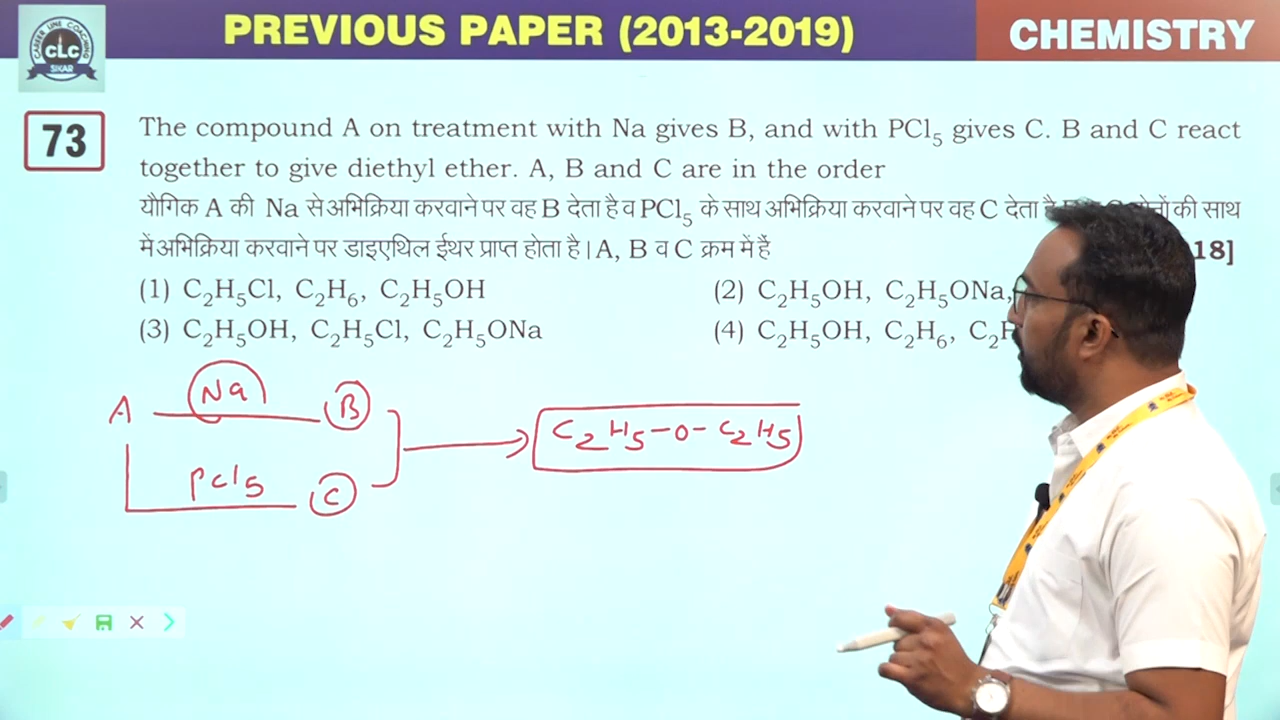 PREVIOUS PAPER (2013-2019)
CHEMISTRY
CAREER LINE COACHING
CLC
SIKAR
73
The compound A on treatment with Na gives B, and with PCl₅ gives C. B and C react
together to give diethyl ether. A, B and C are in the order
यौगिक A की Na से अभिक्रिया करवाने पर वह B देता है व PCl₅ के साथ अभिक्रिया करवाने पर वह C देता है की साथ
में अभिक्रिया करवाने पर डाइएथिल ईथर प्राप्त होता है। A, B व C क्रम में हैं
18]
(1) C₂H₅Cl, C₂H₆, C₂H₅OH
(2) C₂H₅OH, C₂H₅ONa,
(3) C₂H₅OH, C₂H₅Cl, C₂H₅ONa
(4) C₂H₅OH, C₂H₆,
A Na B
C₂H₅-O-C₂H₅
PCl₅ C